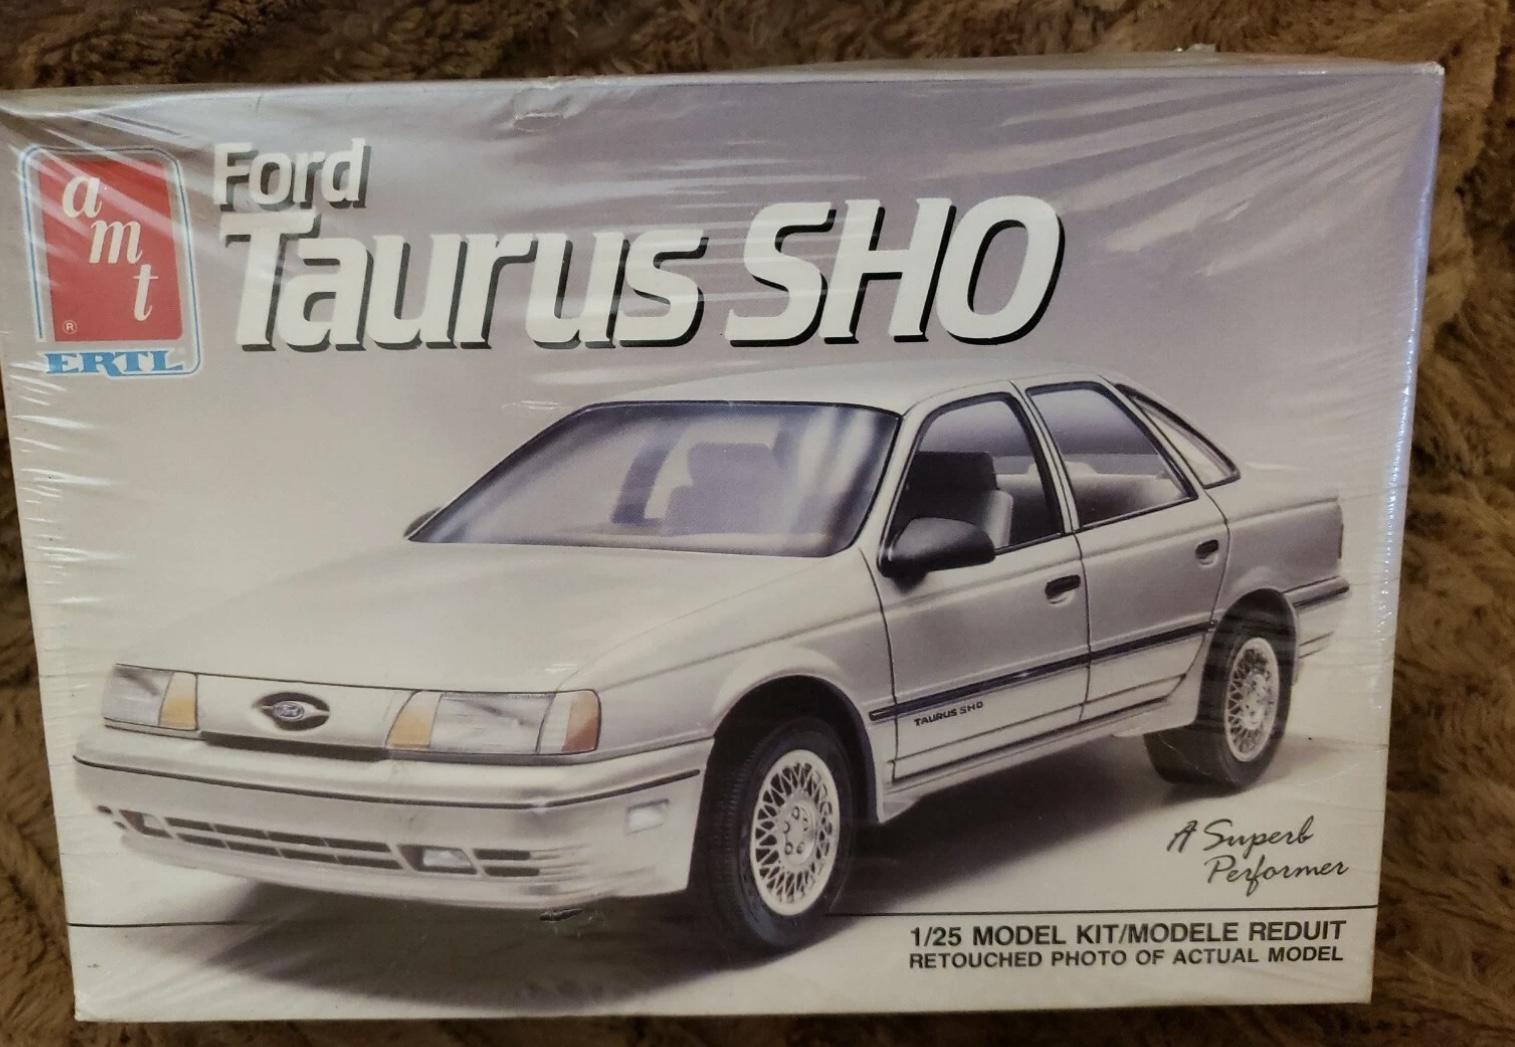 amt
®
ERTL
Ford
Taurus SHO
Ford
TAURUS SHO
A Superb
Performer
1/25 MODEL KIT/MODELE REDUIT
RETOUCHED PHOTO OF ACTUAL MODEL